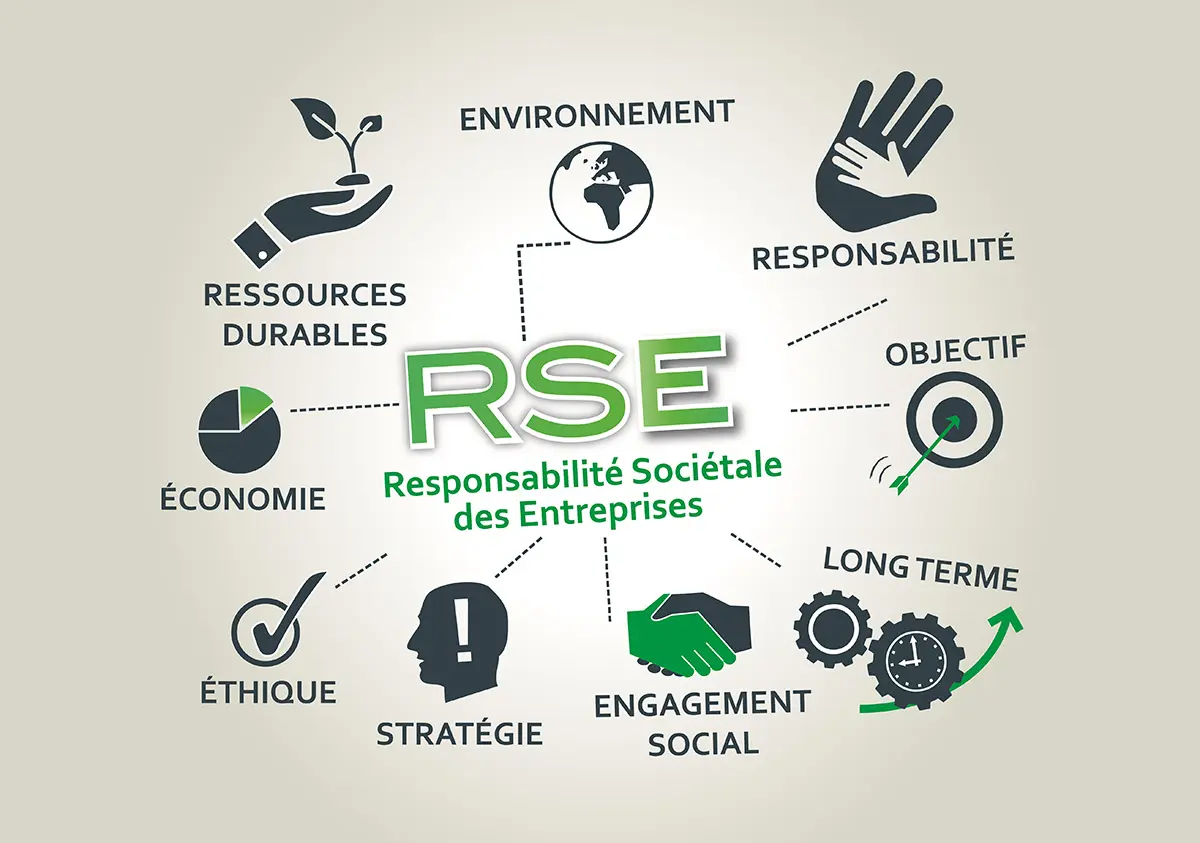 ENVIRONNEMENT
RESPONSABILITÉ
RESSOURCES
DURABLES
OBJECTIF
RSE
Responsabilité Sociétale
des Entreprises
ÉCONOMIE
LONG TERME
ÉTHIQUE
STRATÉGIE
ENGAGEMENT
SOCIAL